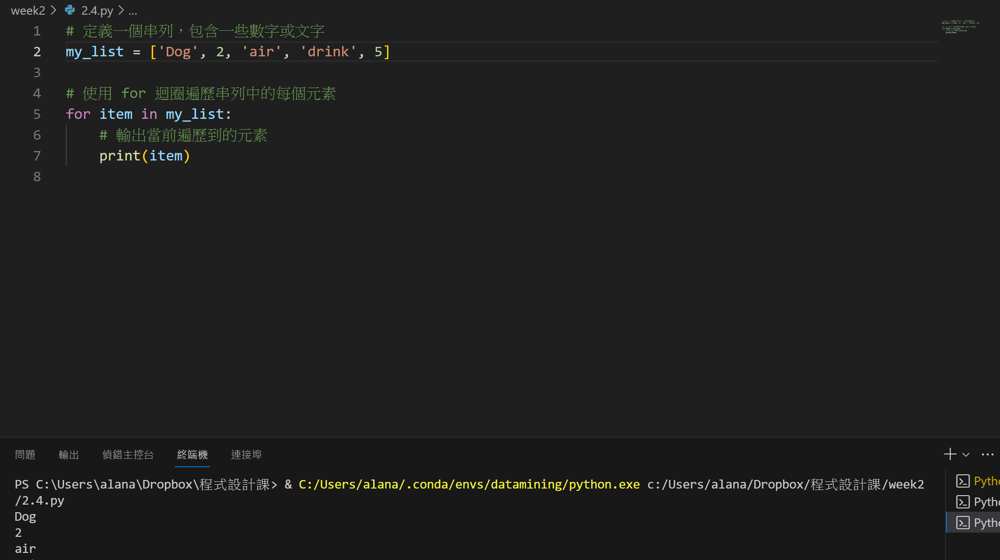 week2 > 2.4.py > ...
1 # 定義一個串列，包含一些數字或文字
2 my_list = ['Dog', 2, 'air', 'drink', 5]
3
4 # 使用 for 迴圈遍歷串列中的每個元素
5 for item in my_list:
6     # 輸出當前遍歷到的元素
7     print(item)
8
問題 輸出 偵錯主控台 終端機 連接埠
PS C:\Users\alana\Dropbox\程式設計課> & C:/Users/alana/.conda/envs/datamining/python.exe c:/Users/alana/Dropbox/程式設計課/week2
/2.4.py
Dog
2
air
Pytho
Pytho
Pytho